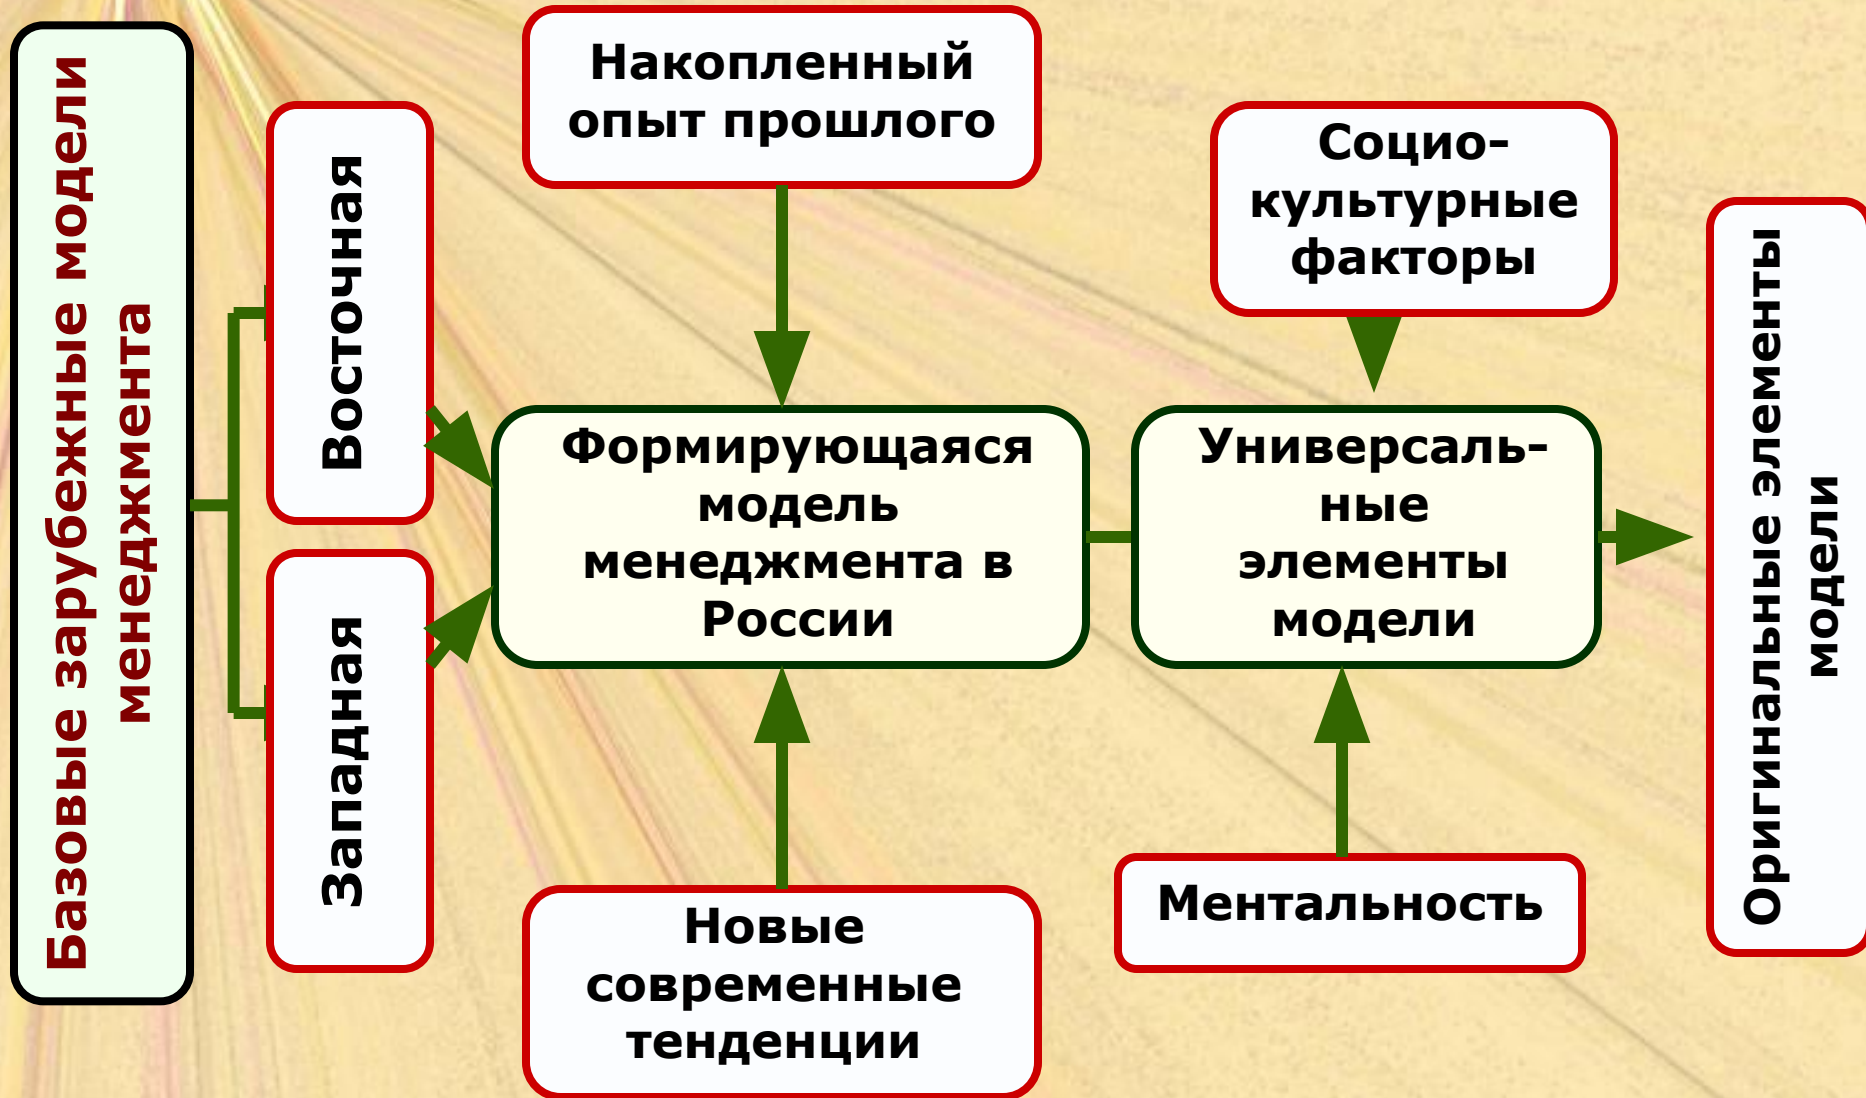 Базовые зарубежные модели
менеджмента
Восточная
Западная
Накопленный
опыт прошлого
Формирующаяся
модель
менеджмента в
России
Новые
современные
тенденции
Социо-
культурные
факторы
Универсаль-
ные
элементы
модели
Ментальность
Оригинальные элементы
модели